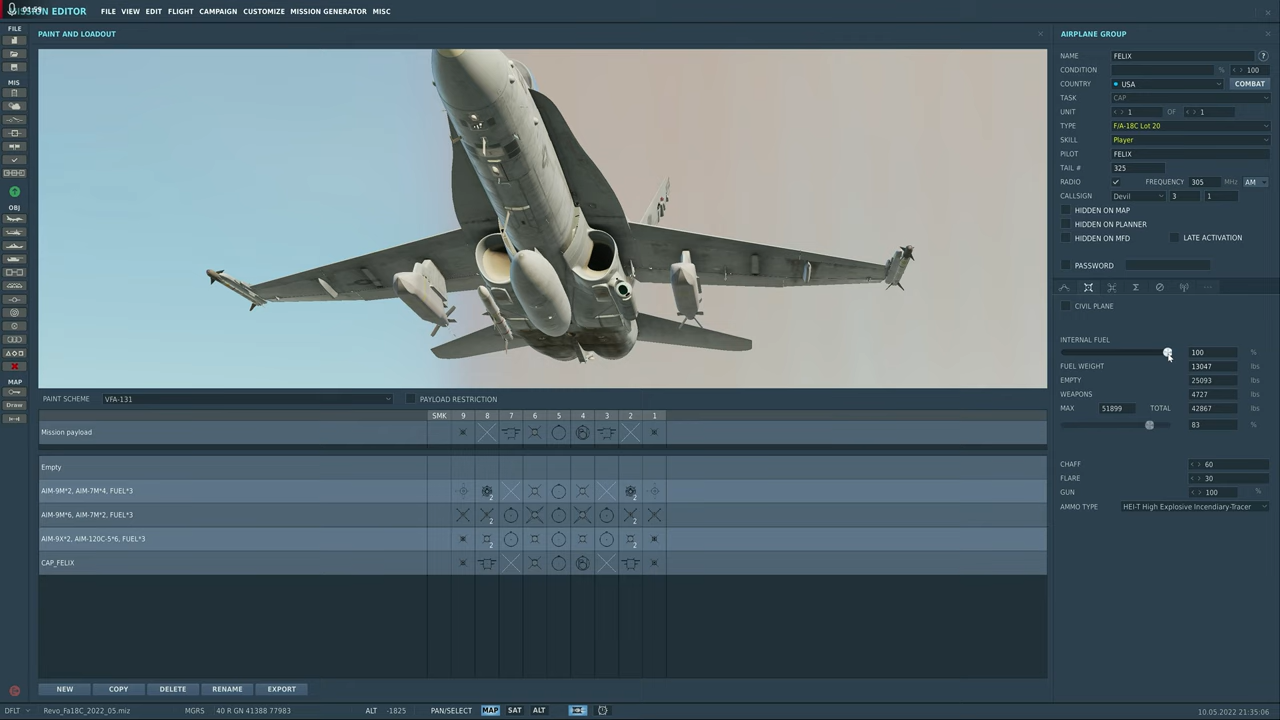 MISSION EDITOR FILE VIEW EDIT FLIGHT CAMPAIGN CUSTOMIZE MISSION GENERATOR MISC
FILE
MIS
OBJ
MAP
Draw
PAINT AND LOADOUT
PAINT SCHEME VFA-131 PAYLOAD RESTRICTION
SMK 9 8 7 6 5 4 3 2 1
Mission payload
Empty
AIM-9M*2, AIM-7M*4, FUEL*3 2 2
AIM-9M*6, AIM-7M*2, FUEL*3 2 2
AIM-9X*2, AIM-120C-5*6, FUEL*3 2 2
CAP_FELIX
NEW COPY DELETE RENAME EXPORT
AIRPLANE GROUP
NAME FELIX ?
CONDITION % < > 100
COUNTRY USA COMBAT
TASK CAP
UNIT < > 1 OF < > 1
TYPE F/A-18C Lot 20
SKILL Player
PILOT FELIX
TAIL # 325
RADIO FREQUENCY 305 MHz AM
CALLSIGN Devil 3 1
HIDDEN ON MAP
HIDDEN ON PLANNER
HIDDEN ON MFD LATE ACTIVATION
PASSWORD
CIVIL PLANE
INTERNAL FUEL
100 %
FUEL WEIGHT 13047 lbs
EMPTY 25093 lbs
WEAPONS 4727 lbs
MAX 51899 TOTAL 42867 lbs
83 %
CHAFF < > 60
FLARE < > 30
GUN < > 100 %
AMMO TYPE HEI-T High Explosive Incendiary-Tracer
DFLT Revo_Fa18C_2022_05.miz MGRS 40 R GN 41388 77983 ALT -1825 PAN/SELECT MAP SAT ALT 10.05.2022 21:35:06